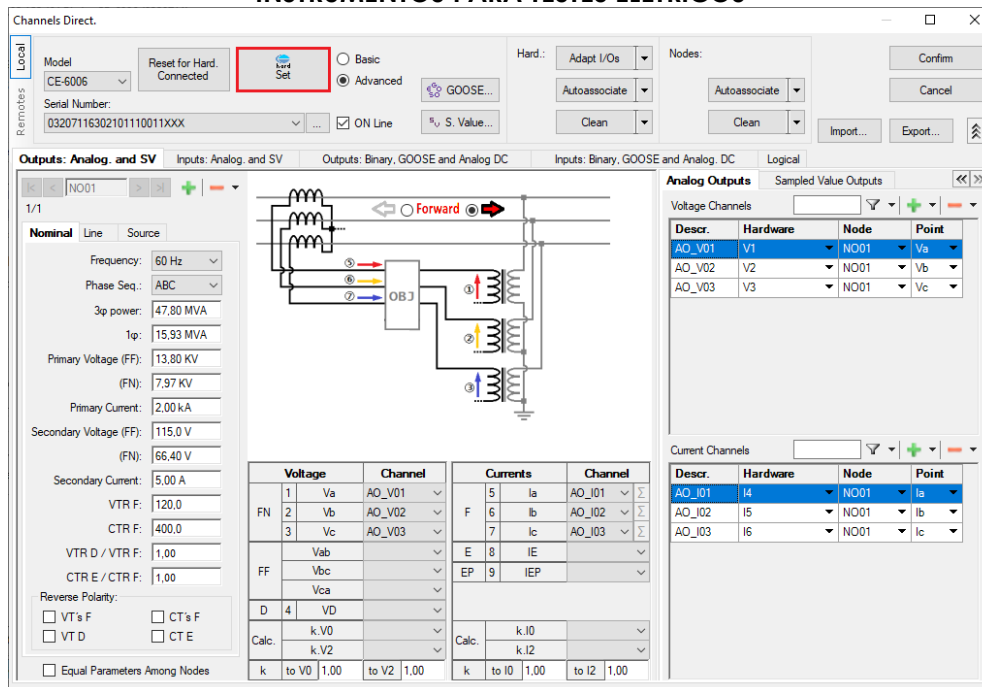 INSTRUMENTOS PARA TESTES ELÉTRICOS
Channels Direct.
Local
Remotes
Model
CE-6006
Reset for Hard.
Connected
Hard
Set
Basic
Advanced
GOOSE...
Hard.:
Adapt I/Os
Nodes:
Confirm
Autoassociate
Autoassociate
Cancel
Serial Number:
03207116302101110011XXX
...
ON Line
S. Value...
Clean
Clean
Import...
Export...
Outputs: Analog. and SV
Inputs: Analog. and SV
Outputs: Binary, GOOSE and Analog DC
Inputs: Binary, GOOSE and Analog. DC
Logical
NO01
1/1
Nominal
Line
Source
Frequency: 60 Hz
Phase Seq.: ABC
3φ power: 47,80 MVA
1φ: 15,93 MVA
Primary Voltage (FF): 13,80 KV
(FN): 7,97 KV
Primary Current: 2,00 kA
Secondary Voltage (FF): 115,0 V
(FN): 66,40 V
Secondary Current: 5,00 A
VTR F: 120,0
CTR F: 400,0
VTR D / VTR F: 1,00
CTR E / CTR F: 1,00
Reverse Polarity:
VT's F
CT's F
VT D
CT E
Equal Parameters Among Nodes
Forward
⑤
⑥
⑦
OBJ
①
②
③
Voltage Channel
FN
1 Va AO_V01
2 Vb AO_V02
3 Vc AO_V03
FF
Vab
Vbc
Vca
D 4 VD
Calc.
k.V0
k.V2
k to V0 1,00 to V2 1,00
Currents Channel
F
5 Ia AO_I01 Σ
6 Ib AO_I02 Σ
7 Ic AO_I03 Σ
E 8 IE
EP 9 IEP
Calc.
k.I0
k.I2
k to I0 1,00 to I2 1,00
Analog Outputs
Sampled Value Outputs
Voltage Channels
Descr. Hardware Node Point
AO_V01 V1 NO01 Va
AO_V02 V2 NO01 Vb
AO_V03 V3 NO01 Vc
Current Channels
Descr. Hardware Node Point
AO_I01 I4 NO01 Ia
AO_I02 I5 NO01 Ib
AO_I03 I6 NO01 Ic